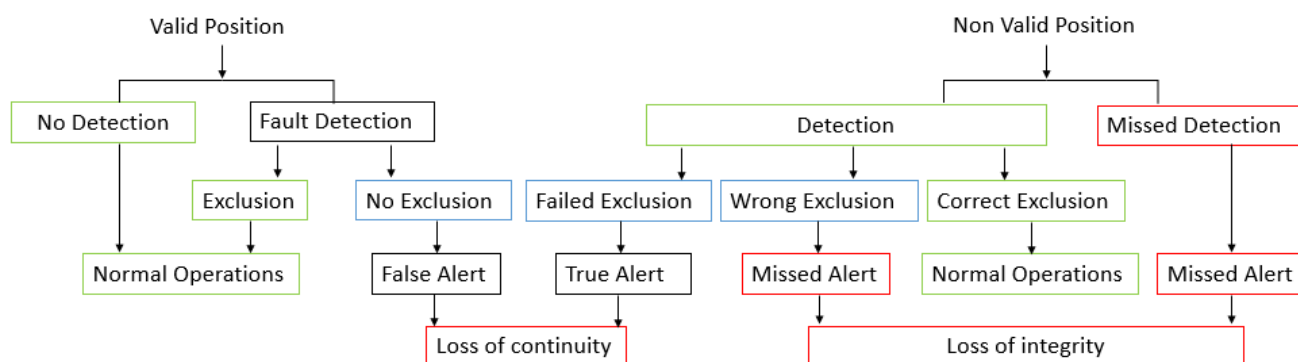 Valid Position
Non Valid Position
No Detection
Fault Detection
Detection
Missed Detection
Exclusion
No Exclusion
Failed Exclusion
Wrong Exclusion
Correct Exclusion
Normal Operations
False Alert
True Alert
Missed Alert
Normal Operations
Missed Alert
Loss of continuity
Loss of integrity